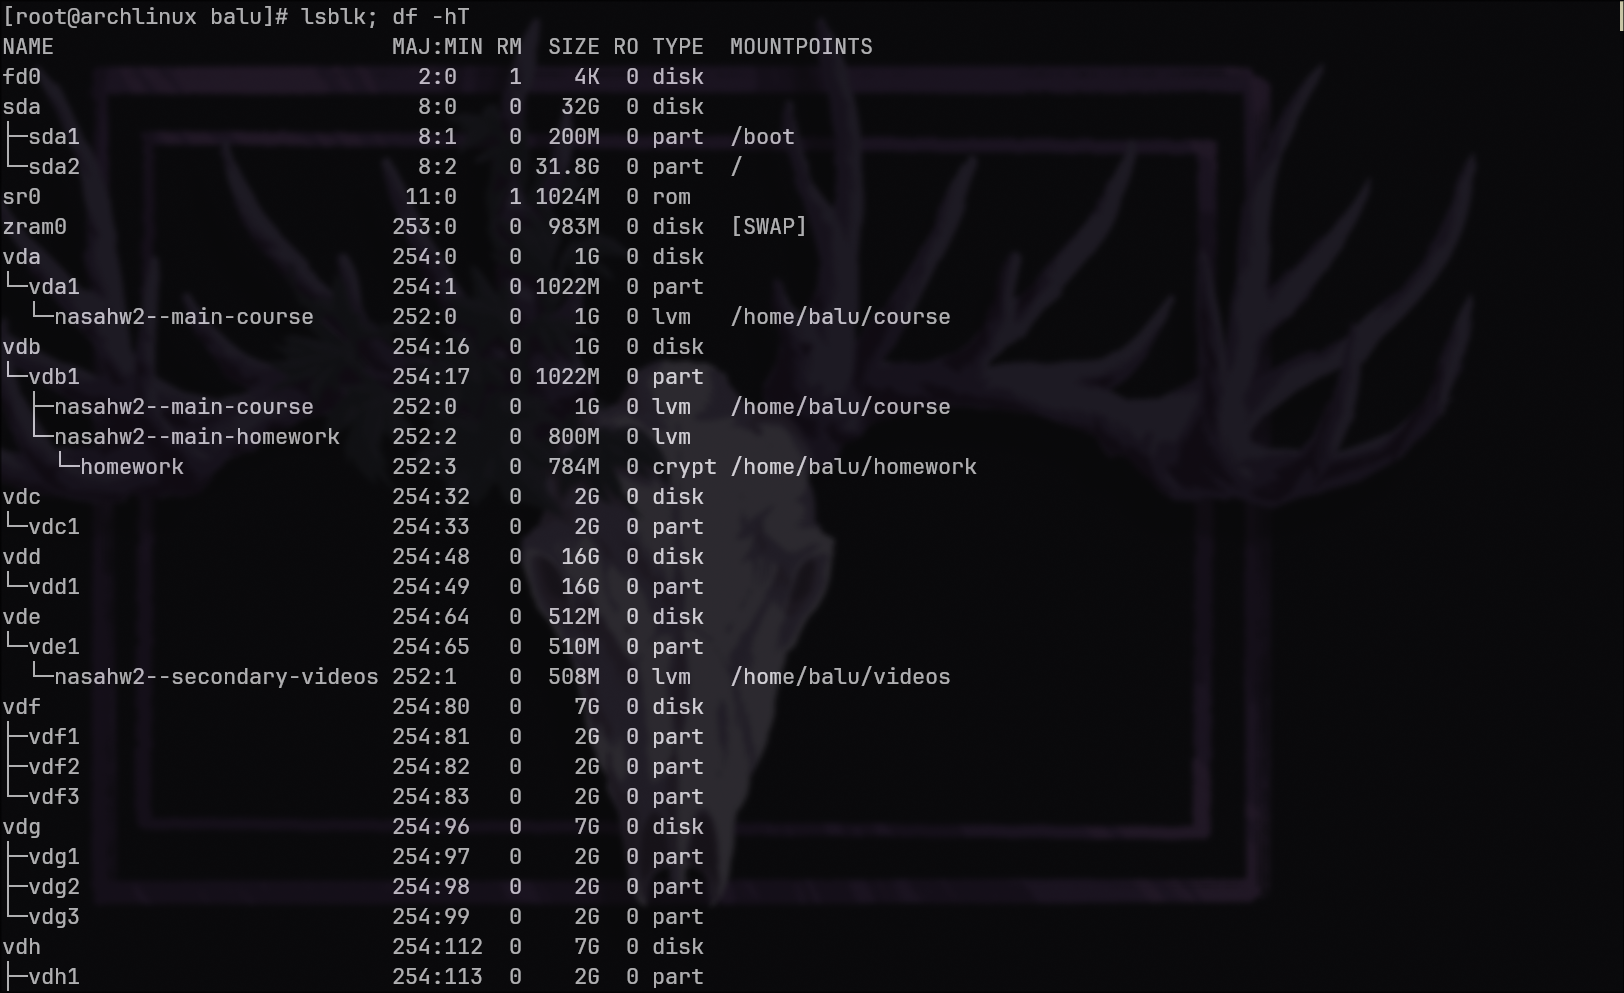 [root@archlinux balu]# lsblk; df -hT
NAME                          MAJ:MIN RM  SIZE RO TYPE  MOUNTPOINTS
fd0                             2:0    1    4K  0 disk
sda                             8:0    0   32G  0 disk
├─sda1                          8:1    0  200M  0 part  /boot
└─sda2                          8:2    0 31.8G  0 part  /
sr0                            11:0    1 1024M  0 rom
zram0                         253:0    0  983M  0 disk  [SWAP]
vda                           254:0    0    1G  0 disk
└─vda1                        254:1    0 1022M  0 part
  └─nasahw2--main-course      252:0    0    1G  0 lvm   /home/balu/course
vdb                           254:16   0    1G  0 disk
└─vdb1                        254:17   0 1022M  0 part
  ├─nasahw2--main-course      252:0    0    1G  0 lvm   /home/balu/course
  └─nasahw2--main-homework    252:2    0  800M  0 lvm
    └─homework                252:3    0  784M  0 crypt /home/balu/homework
vdc                           254:32   0    2G  0 disk
└─vdc1                        254:33   0    2G  0 part
vdd                           254:48   0   16G  0 disk
└─vdd1                        254:49   0   16G  0 part
vde                           254:64   0  512M  0 disk
└─vde1                        254:65   0  510M  0 part
  └─nasahw2--secondary-videos 252:1    0  508M  0 lvm   /home/balu/videos
vdf                           254:80   0    7G  0 disk
├─vdf1                        254:81   0    2G  0 part
├─vdf2                        254:82   0    2G  0 part
└─vdf3                        254:83   0    2G  0 part
vdg                           254:96   0    7G  0 disk
├─vdg1                        254:97   0    2G  0 part
├─vdg2                        254:98   0    2G  0 part
└─vdg3                        254:99   0    2G  0 part
vdh                           254:112  0    7G  0 disk
├─vdh1                        254:113  0    2G  0 part